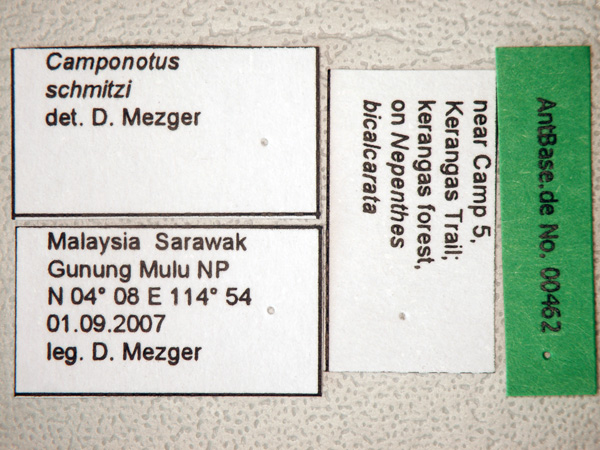 Camponotus
schmitzi
det. D. Mezger
Malaysia Sarawak
Gunung Mulu NP
N 04° 08 E 114° 54
01.09.2007
leg. D. Mezger
near Camp 5,
Kerangas Trail;
kerangas forest,
on Nepenthes
bicalcarata
AntBase.de No. 00462